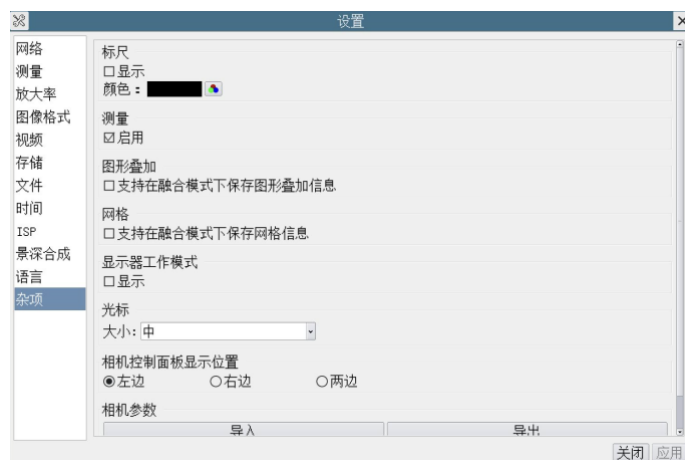 设置
网络
测量
放大率
图像格式
视频
存储
文件
时间
ISP
景深合成
语言
杂项
标尺
显示
颜色：
测量
启用
图形叠加
支持在融合模式下保存图形叠加信息
网格
支持在融合模式下保存网格信息
显示器工作模式
显示
光标
大小: 中
相机控制面板显示位置
左边 右边 两边
相机参数
导入 导出
关闭 应用